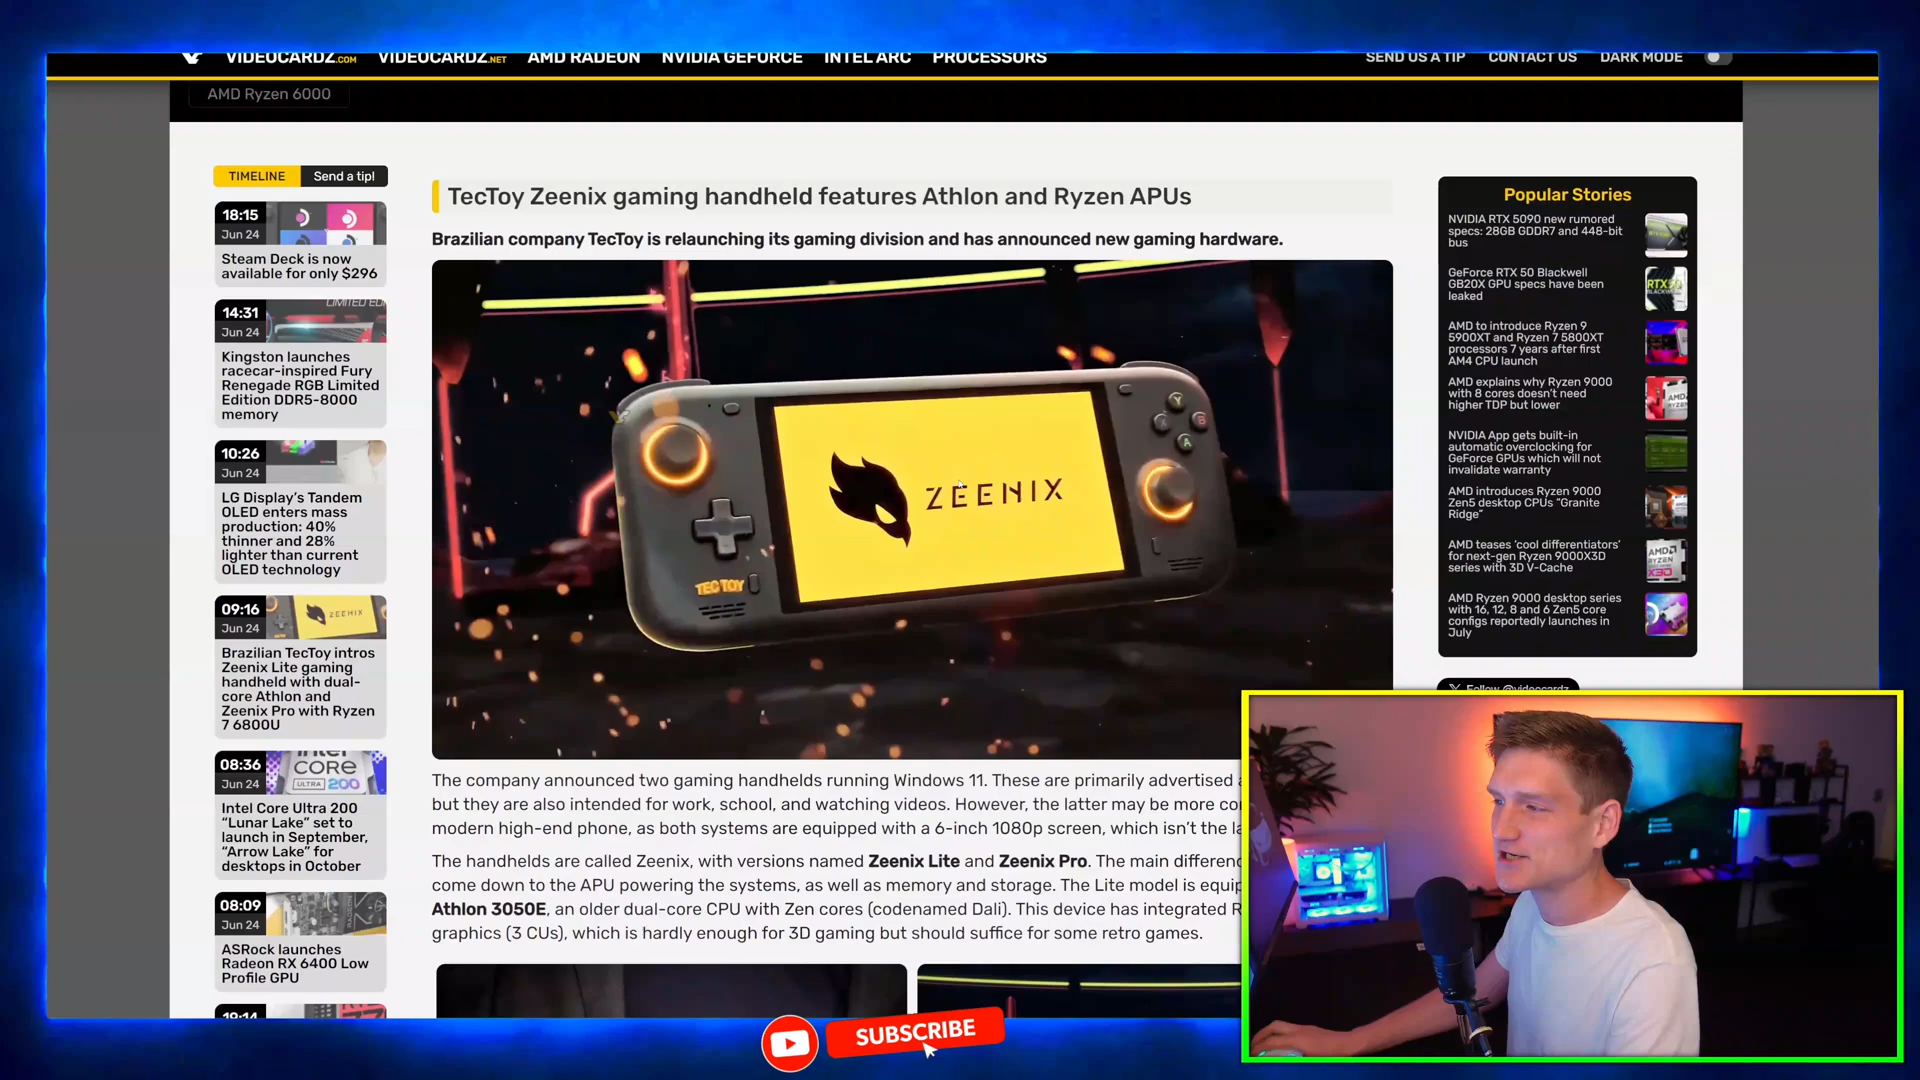 VIDEOCARDZ.COM
VIDEOCARDZ.NET
AMD RADEON
NVIDIA GEFORCE
INTEL ARC
PROCESSORS
SEND US A TIP
CONTACT US
DARK MODE
AMD Ryzen 6000
TIMELINE
Send a tip!
18:15
Jun 24
Steam Deck is now
available for only $296
14:31
Jun 24
LIMITED
Kingston launches
racecar-inspired Fury
Renegade RGB Limited
Edition DDR5-8000
memory
10:26
Jun 24
LG Display's Tandem
OLED enters mass
production: 40%
thinner and 28%
lighter than current
OLED technology
09:16
Jun 24
ZEENIX
Brazilian TecToy intros
Zeenix Lite gaming
handheld with dual-
core Athlon and
Zeenix Pro with Ryzen
7 6800U
08:36
Jun 24
intel
CORE
ULTRA 200
Intel Core Ultra 200
“Lunar Lake” set to
launch in September,
“Arrow Lake” for
desktops in October
08:09
Jun 24
ASRock launches
Radeon RX 6400 Low
Profile GPU
19:14
TecToy Zeenix gaming handheld features Athlon and Ryzen APUs
Brazilian company TecToy is relaunching its gaming division and has announced new gaming hardware.
Y
B
A
ZEENIX
TECTOY
The company announced two gaming handhelds running Windows 11. These are primarily advertised
but they are also intended for work, school, and watching videos. However, the latter may be more
modern high-end phone, as both systems are equipped with a 6-inch 1080p screen, which isn't the
The handhelds are called Zeenix, with versions named Zeenix Lite and Zeenix Pro. The main
come down to the APU powering the systems, as well as memory and storage. The Lite model is
Athlon 3050E, an older dual-core CPU with Zen cores (codenamed Dali). This device has integrated
graphics (3 CUs), which is hardly enough for 3D gaming but should suffice for some retro games.
Popular Stories
NVIDIA RTX 5090 new rumored
specs: 28GB GDDR7 and 448-bit
bus
GeForce RTX 50 Blackwell
GB20X GPU specs have been
leaked
RTX50
AMD to introduce Ryzen 9
5900XT and Ryzen 7 5800XT
processors 7 years after first
AM4 CPU launch
AMD explains why Ryzen 9000
with 8 cores doesn't need
higher TDP but lower
NVIDIA App gets built-in
automatic overclocking for
GeForce GPUs which will not
invalidate warranty
AMD introduces Ryzen 9000
Zen5 desktop CPUs “Granite
Ridge”
AMD teases ‘cool differentiators’
for next-gen Ryzen 9000X3D
series with 3D V-Cache
AMD Ryzen 9000 desktop series
with 16, 12, 8 and 6 Zen5 core
configs reportedly launches in
July
Follow @videocardz
SUBSCRIBE